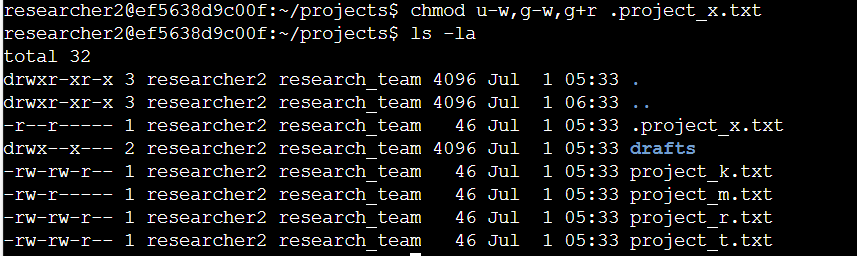 researcher2@ef5638d9c00f:~/projects$ chmod u-w,g-w,g+r .project_x.txt
researcher2@ef5638d9c00f:~/projects$ ls -la
total 32
drwxr-xr-x 3 researcher2 research_team 4096 Jul  1 05:33 .
drwxr-xr-x 3 researcher2 research_team 4096 Jul  1 06:33 ..
-r--r----- 1 researcher2 research_team   46 Jul  1 05:33 .project_x.txt
drwx--x--- 2 researcher2 research_team 4096 Jul  1 05:33 drafts
-rw-rw-r-- 1 researcher2 research_team   46 Jul  1 05:33 project_k.txt
-rw-r----- 1 researcher2 research_team   46 Jul  1 05:33 project_m.txt
-rw-rw-r-- 1 researcher2 research_team   46 Jul  1 05:33 project_r.txt
-rw-rw-r-- 1 researcher2 research_team   46 Jul  1 05:33 project_t.txt